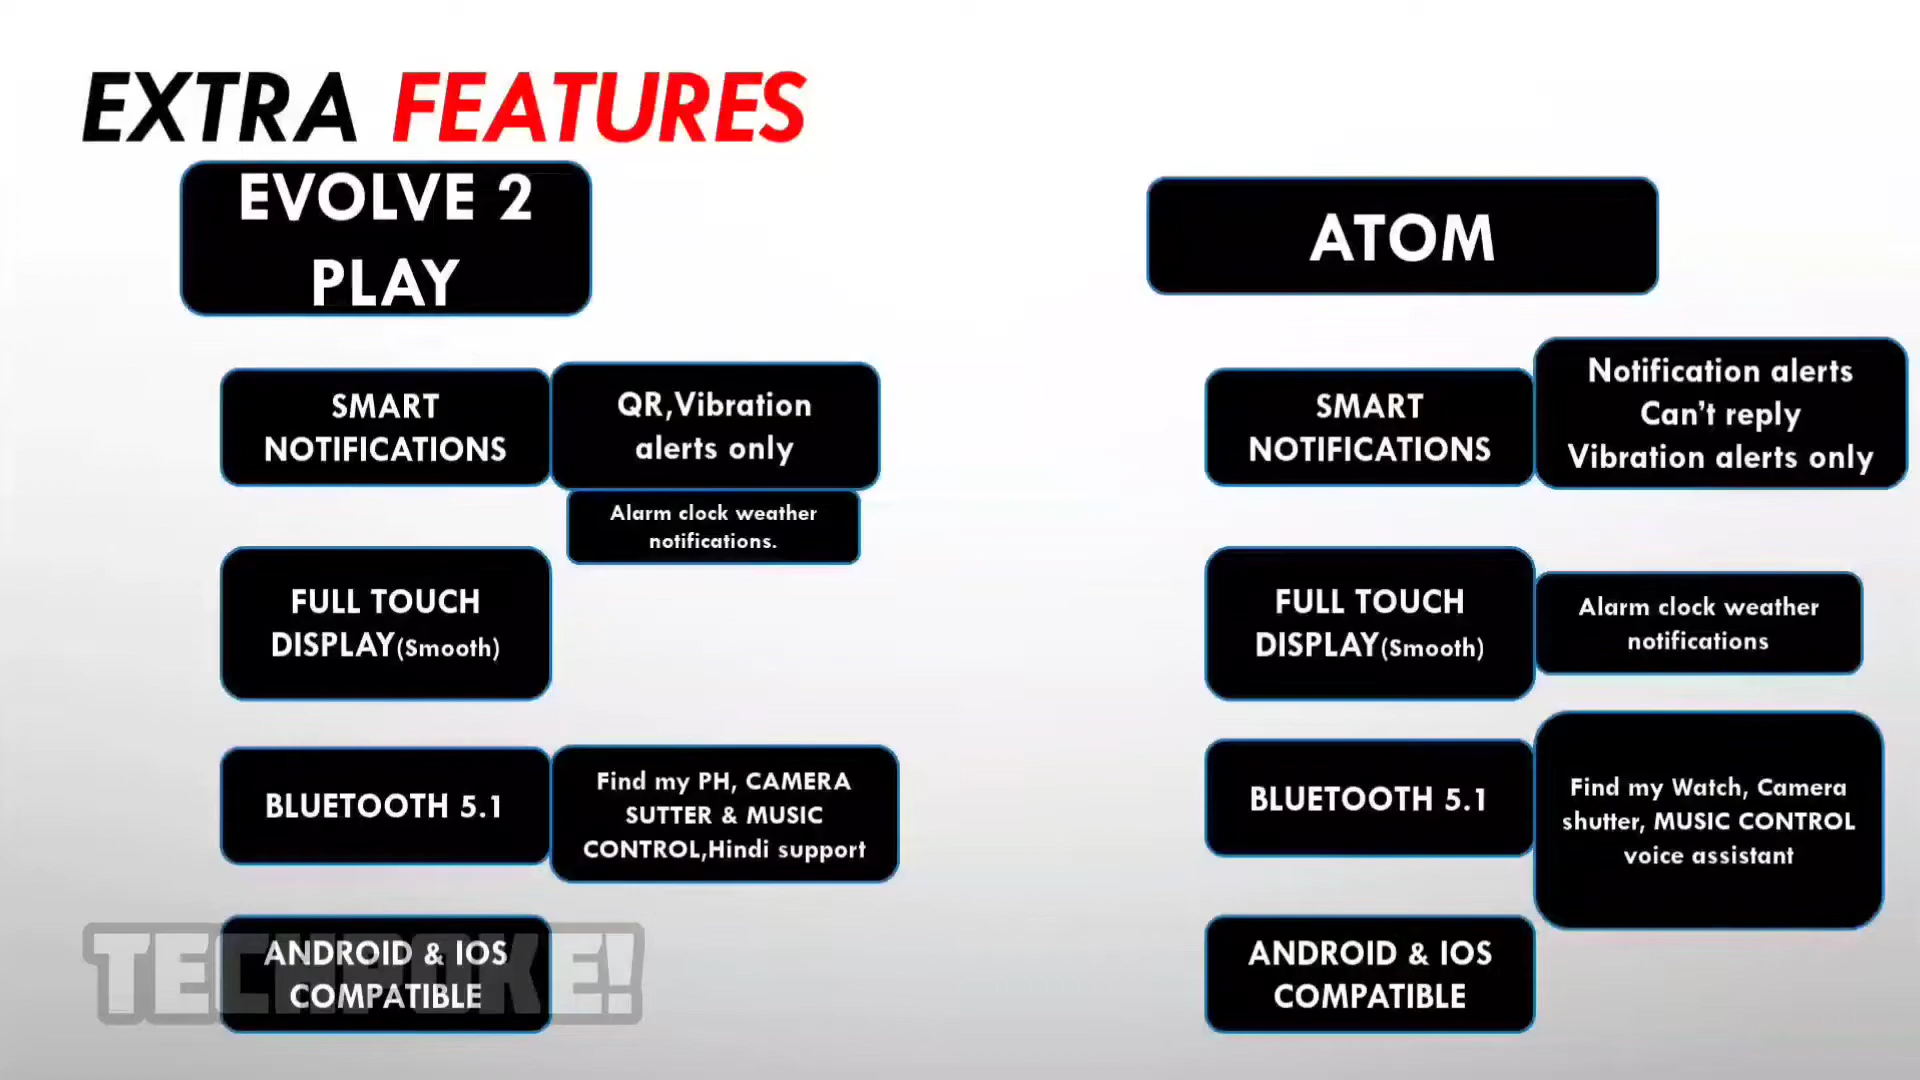 EXTRA FEATURES
EVOLVE 2
PLAY
SMART
NOTIFICATIONS
QR,Vibration
alerts only
Alarm clock weather
notifications.
FULL TOUCH
DISPLAY(Smooth)
BLUETOOTH 5.1
Find my PH, CAMERA
SUTTER & MUSIC
CONTROL,Hindi support
ANDROID & IOS
COMPATIBLE
TECHPOKE!
ATOM
SMART
NOTIFICATIONS
Notification alerts
Can’t reply
Vibration alerts only
FULL TOUCH
DISPLAY(Smooth)
Alarm clock weather
notifications
BLUETOOTH 5.1
Find my Watch, Camera
shutter, MUSIC CONTROL
voice assistant
ANDROID & IOS
COMPATIBLE